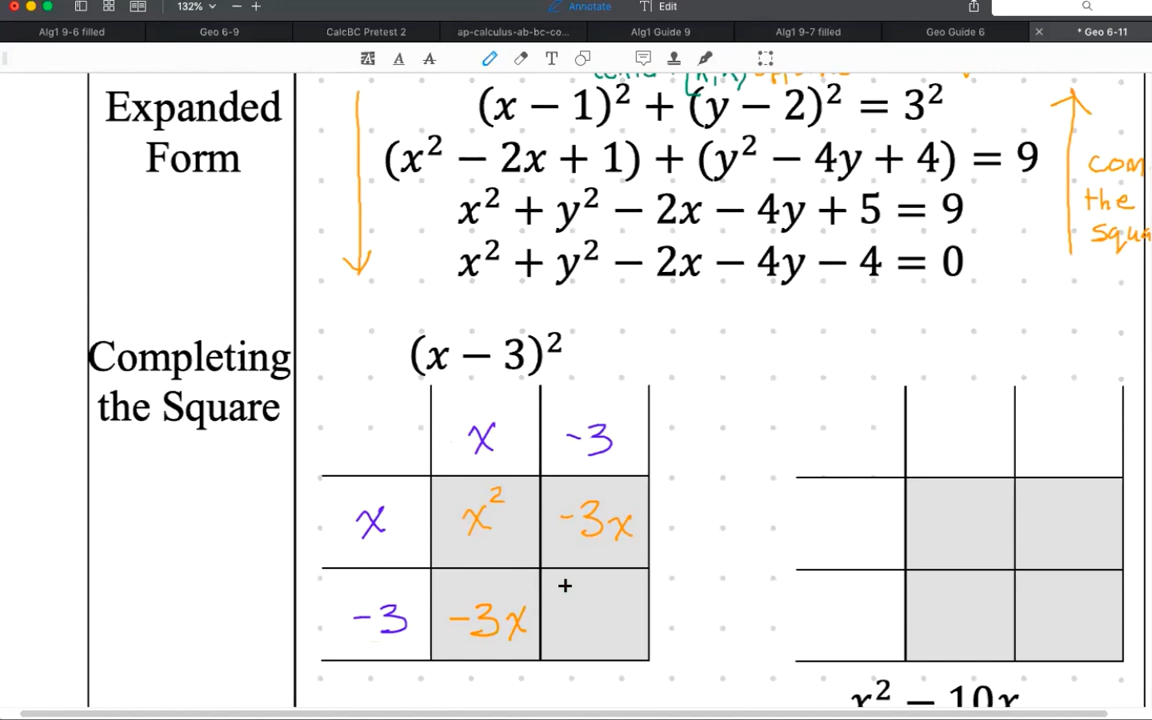 132%
Annotate
Edit
Alg1 9-6 filled
Geo 6-9
CalcBC Pretest 2
ap-calculus-ab-bc-co...
Alg1 Guide 9
Alg1 9-7 filled
Geo Guide 6
* Geo 6-11
Expanded
Form
(x − 1)² + (y − 2)² = 3²
(x² − 2x + 1) + (y² − 4y + 4) = 9
x² + y² − 2x − 4y + 5 = 9
x² + y² − 2x − 4y − 4 = 0
com
the
squa
Completing
the Square
(x − 3)²
x -3
x x² -3x
-3 -3x
x² − 10x